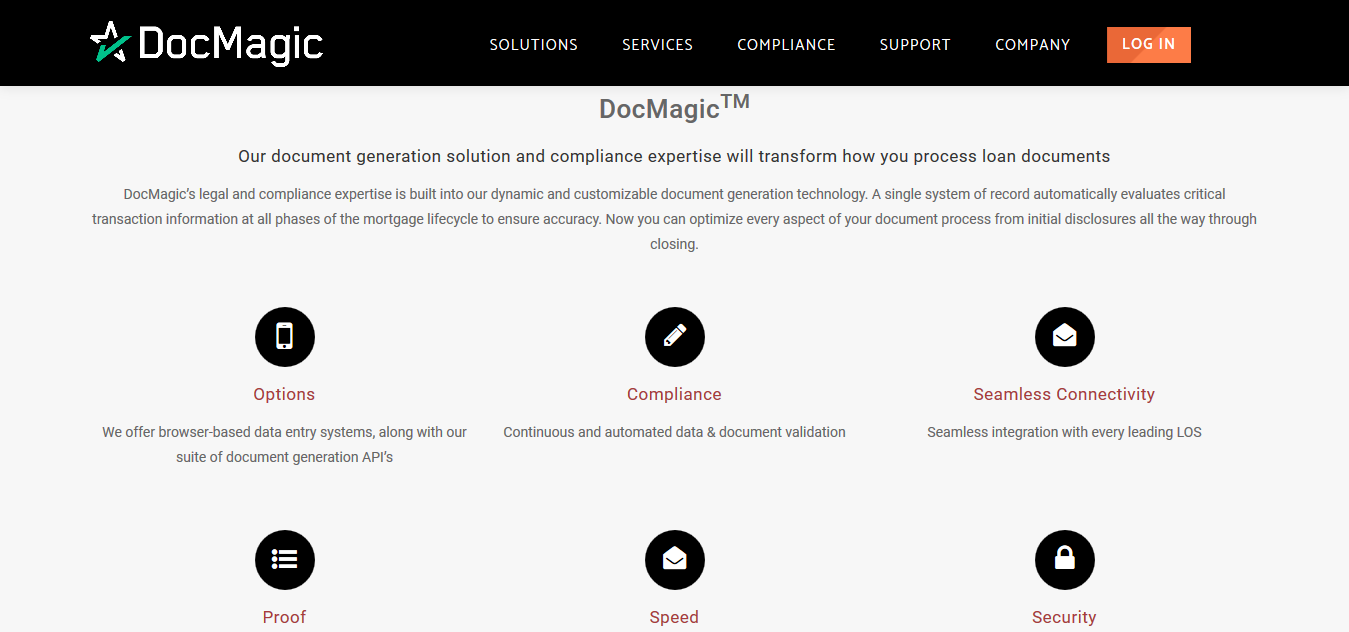 DocMagic
SOLUTIONS
SERVICES
COMPLIANCE
SUPPORT
COMPANY
LOG IN
DocMagic™
Our document generation solution and compliance expertise will transform how you process loan documents
DocMagic’s legal and compliance expertise is built into our dynamic and customizable document generation technology. A single system of record automatically evaluates critical
transaction information at all phases of the mortgage lifecycle to ensure accuracy. Now you can optimize every aspect of your document process from initial disclosures all the way through
closing.
Options
We offer browser-based data entry systems, along with our
suite of document generation API’s
Compliance
Continuous and automated data & document validation
Seamless Connectivity
Seamless integration with every leading LOS
Proof
Speed
Security